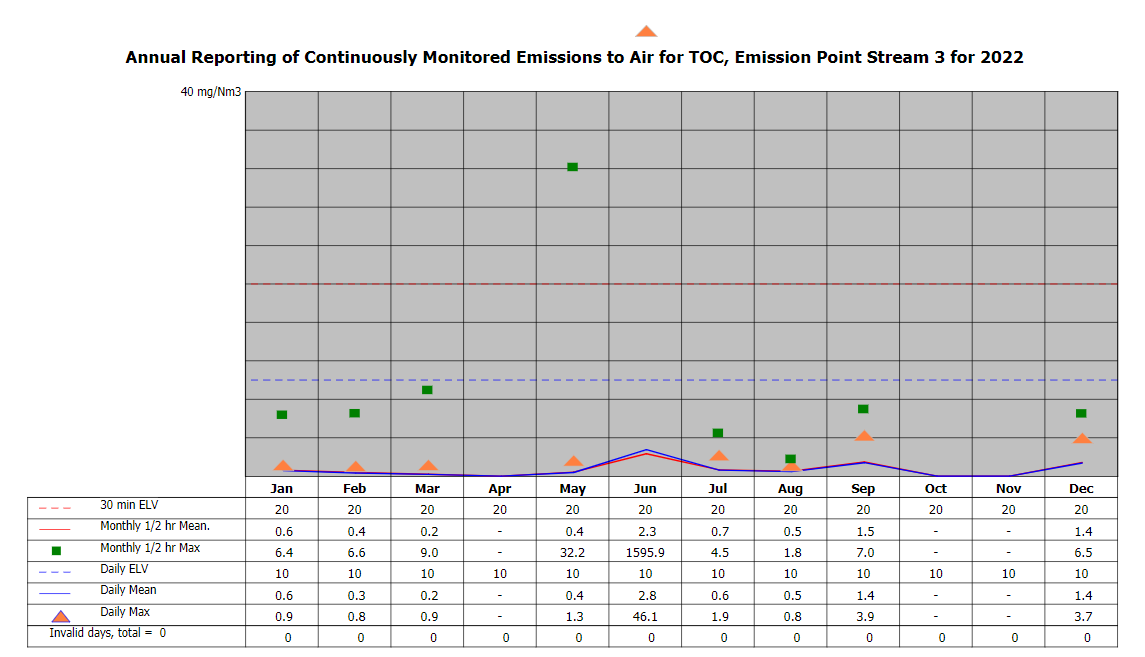 Annual Reporting of Continuously Monitored Emissions to Air for TOC, Emission Point Stream 3 for 2022
40 mg/Nm3
Jan Feb Mar Apr May Jun Jul Aug Sep Oct Nov Dec
30 min ELV 20 20 20 20 20 20 20 20 20 20 20 20
Monthly 1/2 hr Mean. 0.6 0.4 0.2 - 0.4 2.3 0.7 0.5 1.5 - - 1.4
Monthly 1/2 hr Max 6.4 6.6 9.0 - 32.2 1595.9 4.5 1.8 7.0 - - 6.5
Daily ELV 10 10 10 10 10 10 10 10 10 10 10 10
Daily Mean 0.6 0.3 0.2 - 0.4 2.8 0.6 0.5 1.4 - - 1.4
Daily Max 0.9 0.8 0.9 - 1.3 46.1 1.9 0.8 3.9 - - 3.7
Invalid days, total = 0 0 0 0 0 0 0 0 0 0 0 0 0